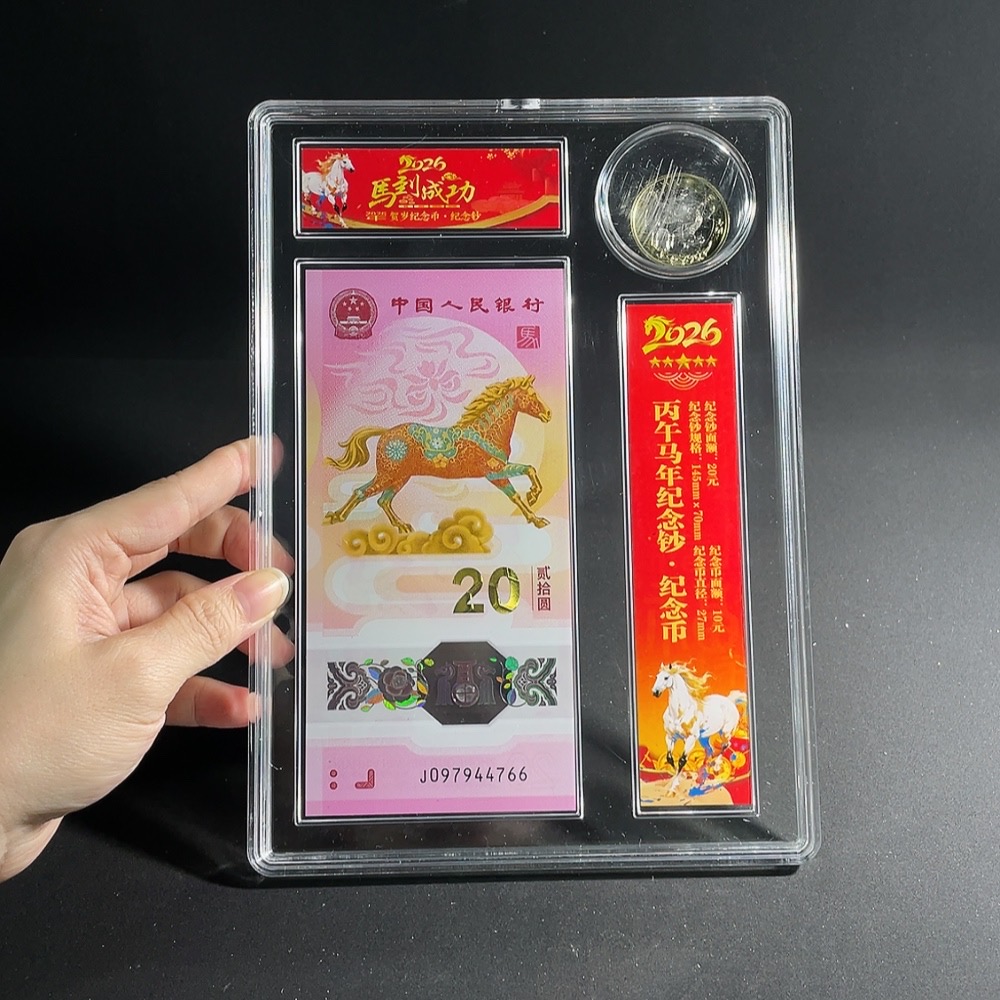 2026
馬到成功
贺岁纪念币·纪念钞
中国人民银行
馬
20
贰拾圆
J097944766
2026
丙午马年纪念钞·纪念币
纪念钞面额：20元
纪念钞规格：145mm x 70mm
纪念币面额：10元
纪念币直径：27mm